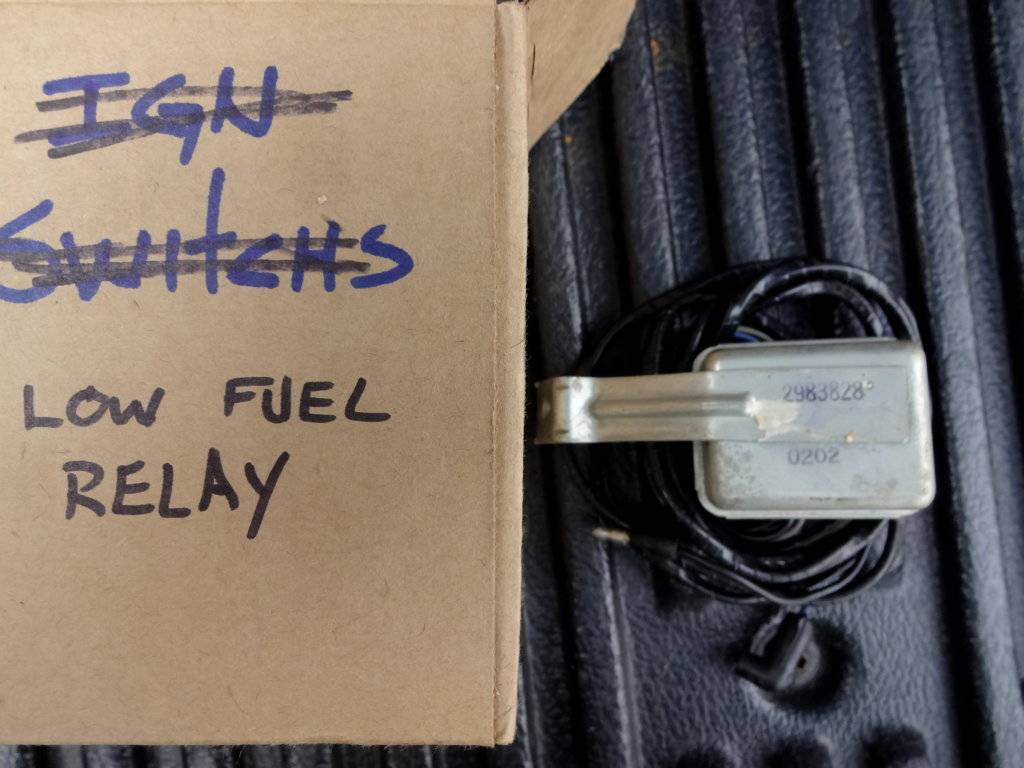 IGN
SWITCHS
LOW FUEL
RELAY
2983828
0202